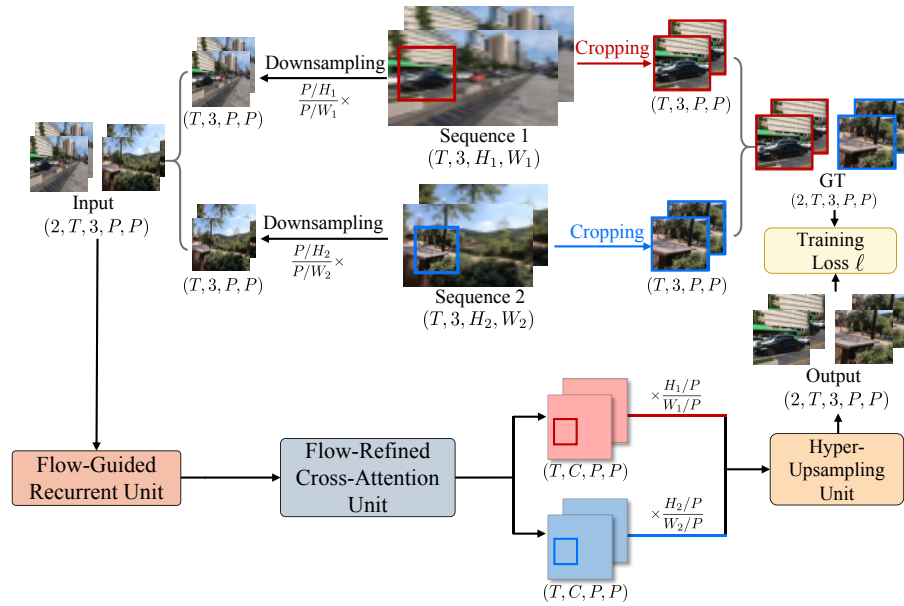 Downsampling
P/H₁
P/W₁ ×
(T, 3, P, P)
Sequence 1
(T, 3, H₁, W₁)
Cropping
(T, 3, P, P)
Input
(2, T, 3, P, P)
Downsampling
P/H₂
P/W₂ ×
(T, 3, P, P)
Sequence 2
(T, 3, H₂, W₂)
Cropping
(T, 3, P, P)
GT
(2, T, 3, P, P)
Training
Loss ℓ
Output
(2, T, 3, P, P)
Flow-Guided
Recurrent Unit
Flow-Refined
Cross-Attention
Unit
(T, C, P, P)
× H₁/P
W₁/P
(T, C, P, P)
× H₂/P
W₂/P
Hyper-
Upsampling
Unit